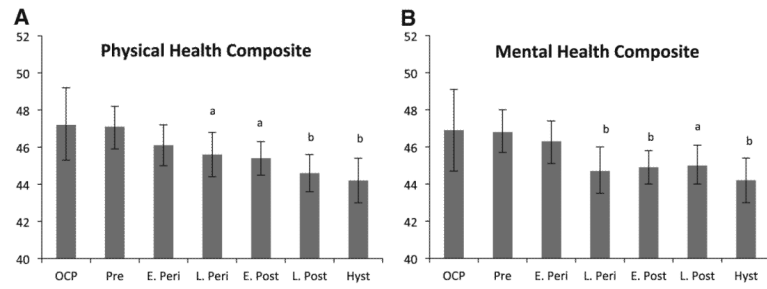 A
Physical Health Composite
52
50
48
46
44
42
40
a
a
b
b
OCP Pre E. Peri L. Peri E. Post L. Post Hyst
B
Mental Health Composite
52
50
48
46
44
42
40
b
b
a
b
OCP Pre E. Peri L. Peri E. Post L. Post Hyst